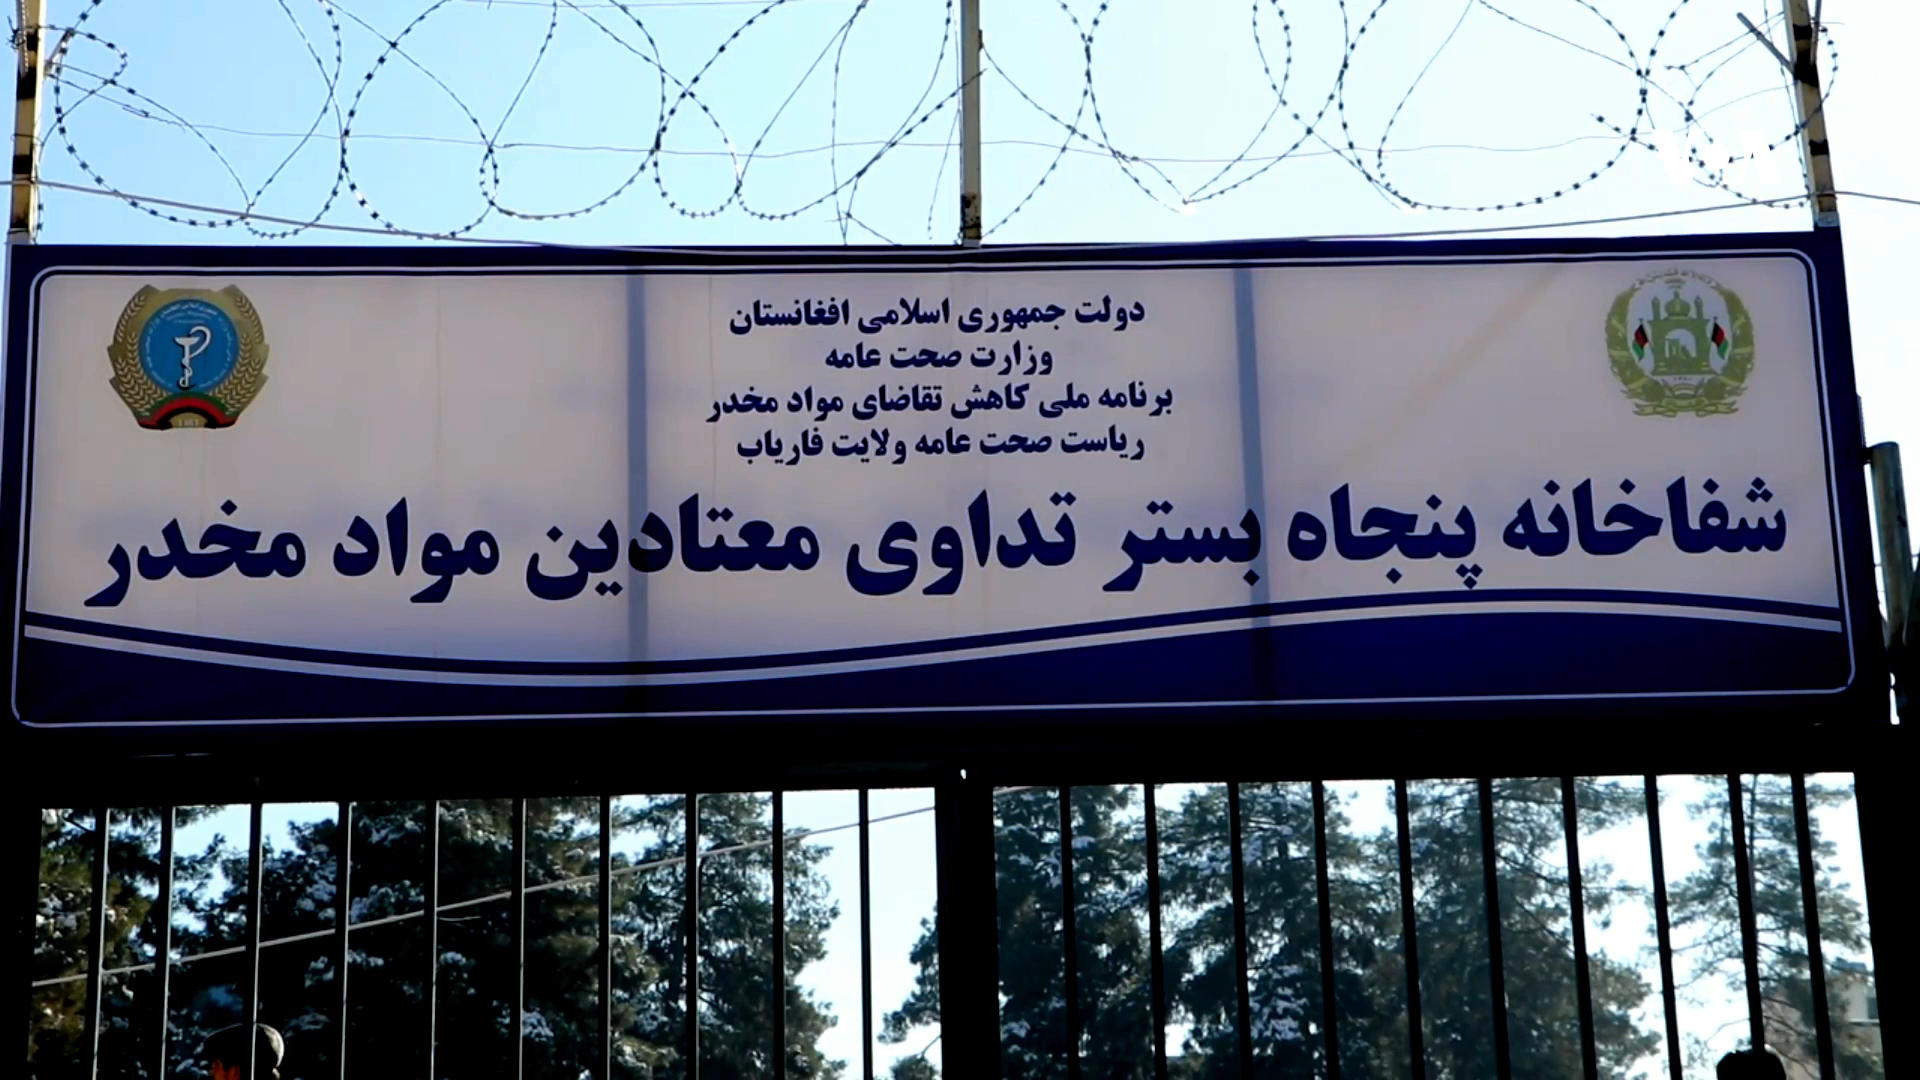 دولت جمهوری اسلامی افغانستان
وزارت صحت عامه
برنامه ملی کاهش تقاضای مواد مخدر
ریاست صحت عامه ولایت فاریاب
شفاخانه پنجاه بستر تداوی معتادین مواد مخدر
VOA